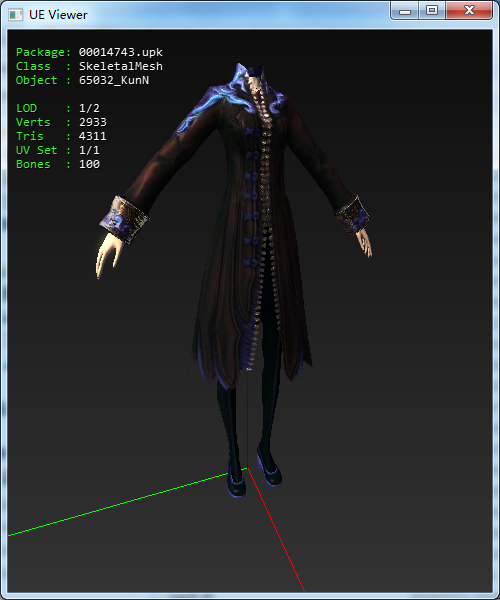 UE Viewer
Package: 00014743.upk
Class : SkeletalMesh
Object : 65032_KunN
LOD : 1/2
Verts : 2933
Tris : 4311
UV Set : 1/1
Bones : 100